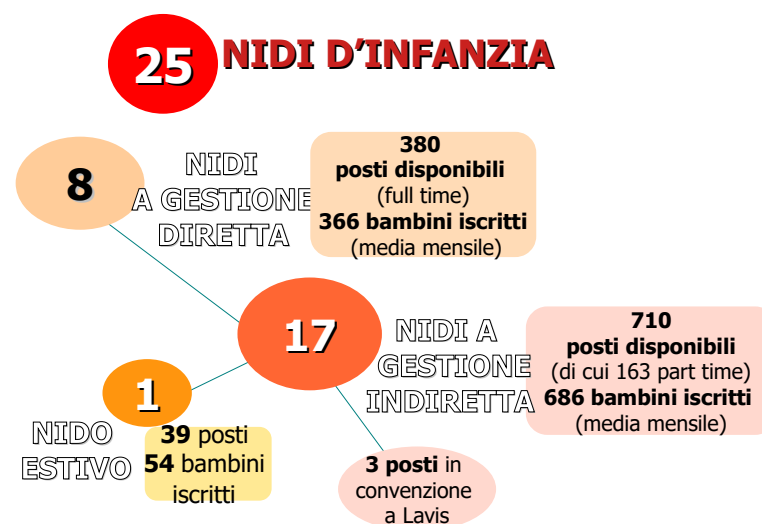 25
NIDI D'INFANZIA
8
NIDI
A GESTIONE
DIRETTA
380
posti disponibili
(full time)
366 bambini iscritti
(media mensile)
17
NIDI A
GESTIONE
INDIRETTA
710
posti disponibili
(di cui 163 part time)
686 bambini iscritti
(media mensile)
1
NIDO
ESTIVO
39 posti
54 bambini
iscritti
3 posti in
convenzione
a Lavis